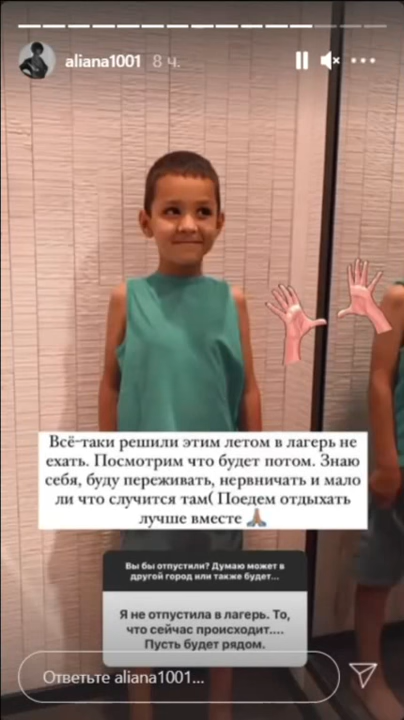 aliana1001 8 ч.
Всё-таки решили этим летом в лагерь не
ехать. Посмотрим что будет потом. Знаю
себя, буду переживать, нервничать и мало
ли что случится там( Поедем отдыхать
лучше вместе 🙏🏽
Вы бы отпустили? Думаю может в
другой город или также будет...
Я не отпустила в лагерь. То,
что сейчас происходит....
Пусть будет рядом.
Ответьте aliana1001...